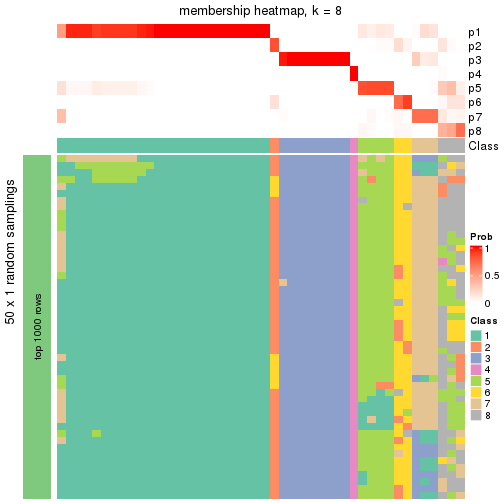 membership heatmap, k = 8
p1
p2
p3
p4
p5
p6
p7
p8
Class
50 x 1 random samplings
top 1000 rows
Prob
1
0.5
0
Class
1
2
3
4
5
6
7
8